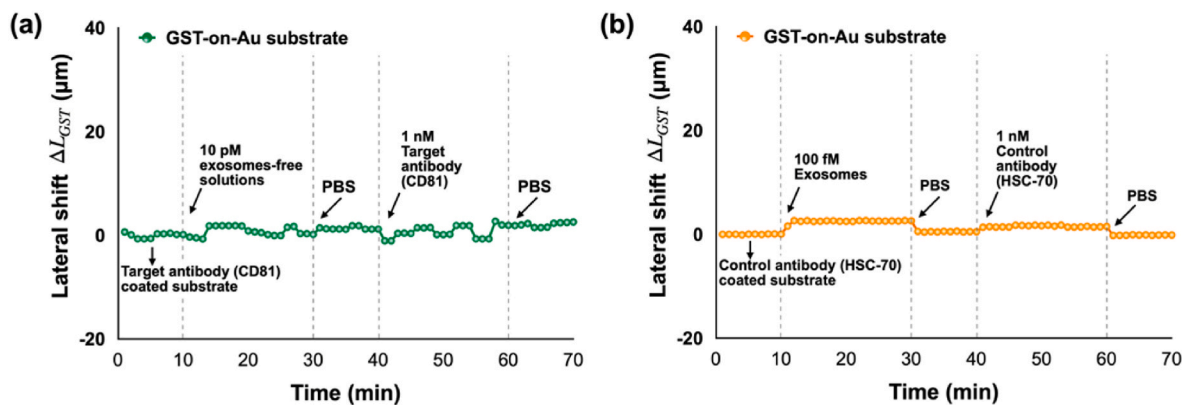 (a)
GST-on-Au substrate
Lateral shift ΔL_GST (μm)
40
20
0
-20
10 pM
exosomes-free
solutions
PBS
1 nM
Target
antibody
(CD81)
PBS
Target antibody (CD81)
coated substrate
0 10 20 30 40 50 60 70
Time (min)
(b)
GST-on-Au substrate
Lateral shift ΔL_GST (μm)
40
20
0
-20
100 fM
Exosomes
PBS
1 nM
Control
antibody
(HSC-70)
PBS
Control antibody (HSC-70)
coated substrate
0 10 20 30 40 50 60 70
Time (min)